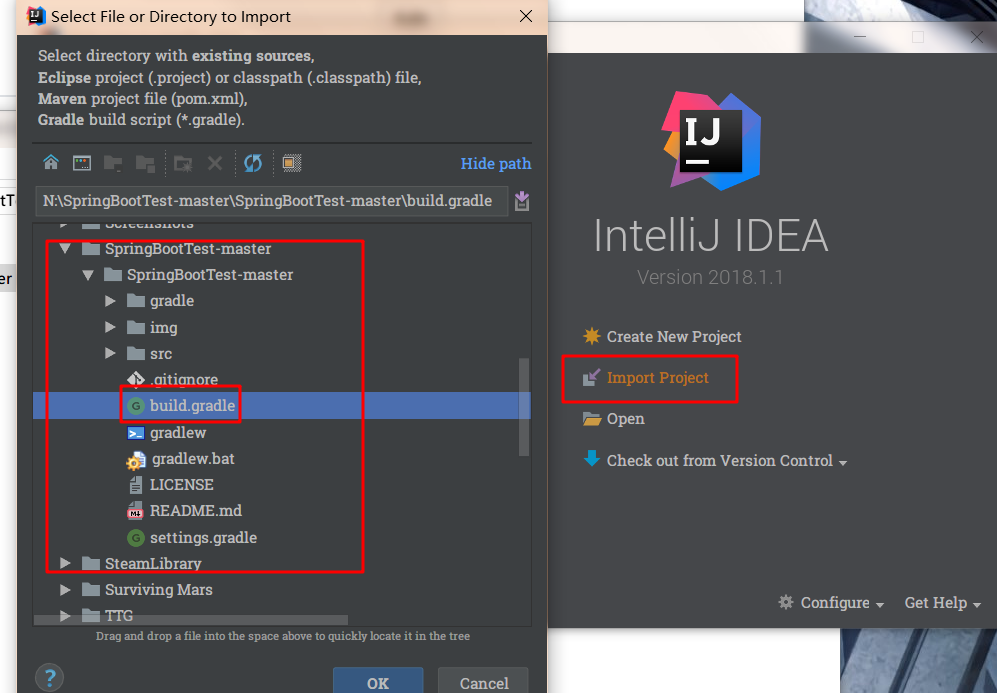 Select File or Directory to Import
Select directory with existing sources,
Eclipse project (.project) or classpath (.classpath) file,
Maven project file (pom.xml),
Gradle build script (*.gradle).
Hide path
N:\SpringBootTest-master\SpringBootTest-master\build.gradle
Screenshots
SpringBootTest-master
SpringBootTest-master
gradle
img
src
.gitignore
build.gradle
gradlew
gradlew.bat
LICENSE
README.md
settings.gradle
SteamLibrary
Surviving Mars
TTG
Drag and drop a file into the space above to quickly locate it in the tree
?
OK
Cancel
IJ
IntelliJ IDEA
Version 2018.1.1
Create New Project
Import Project
Open
Check out from Version Control
Configure
Get Help